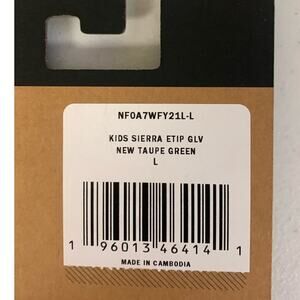 NF0A7WFY21L-L
KIDS SIERRA ETIP GLV
NEW TAUPE GREEN
L
1 96013 46414 1
MADE IN CAMBODIA